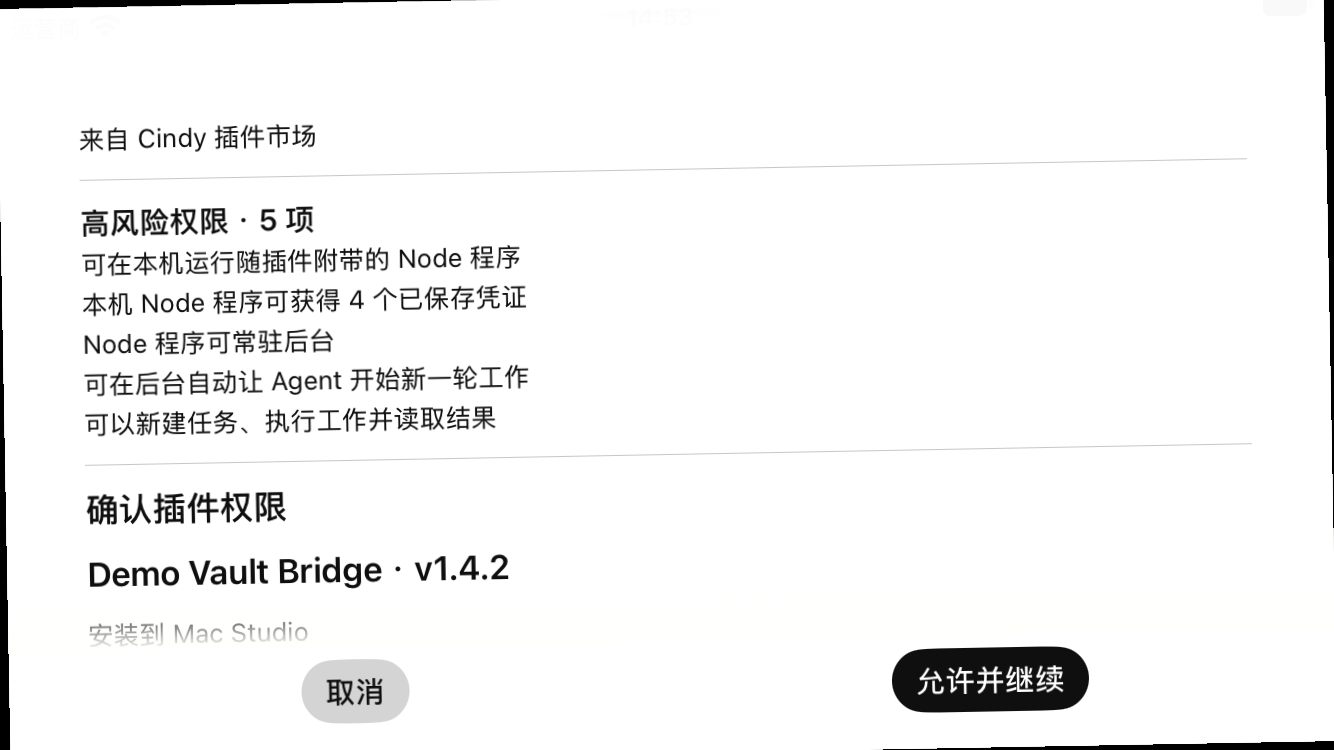 来自 Cindy 插件市场
高风险权限 · 5 项
可在本机运行随插件附带的 Node 程序
本机 Node 程序可获得 4 个已保存凭证
Node 程序可常驻后台
可在后台自动让 Agent 开始新一轮工作
可以新建任务、执行工作并读取结果
确认插件权限
Demo Vault Bridge · v1.4.2
安装到 Mac Studio
取消
允许并继续